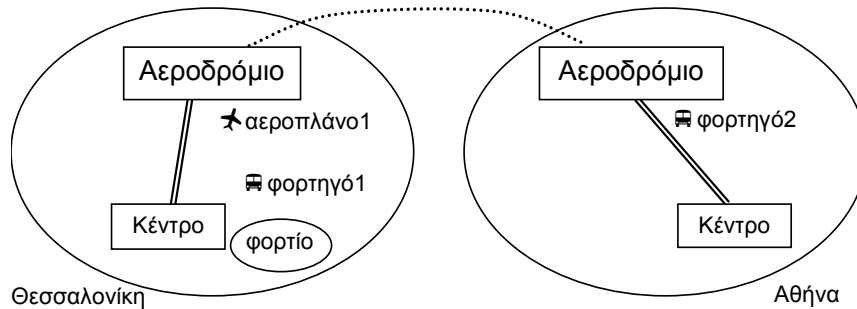 Αεροδρόμιο
αεροπλάνο1
φορτηγό1
Κέντρο
φορτίο
Θεσσαλονίκη
Αεροδρόμιο
φορτηγό2
Κέντρο
Αθήνα